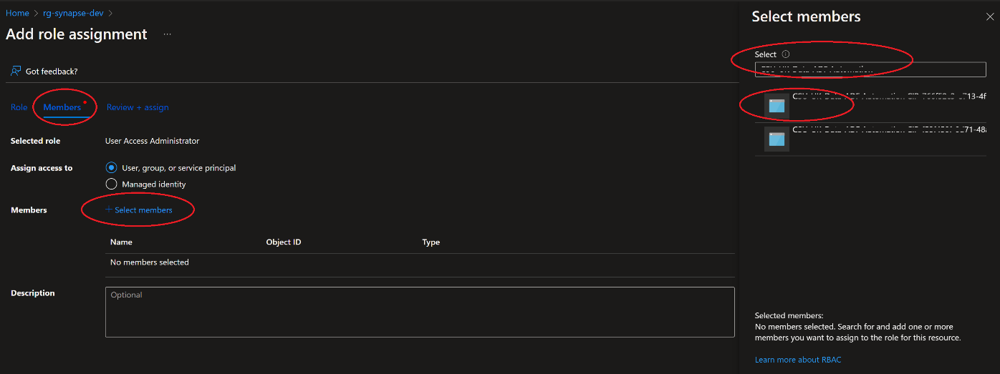 Home > rg-synapse-dev >
Add role assignment ...
Got feedback?
Role Members Review + assign
Selected role User Access Administrator
Assign access to User, group, or service principal
Managed identity
Members + Select members
Name Object ID Type
No members selected
Description Optional
Select members
Select
Selected members:
No members selected. Search for and add one or more
members you want to assign to the role for this resource.
Learn more about RBAC